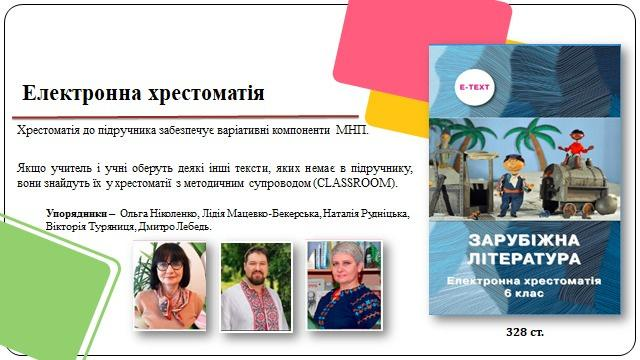 Електронна хрестоматія
Хрестоматія до підручника забезпечує варіативні компоненти МНП.
Якщо учитель і учні оберуть деякі інші тексти, яких немає в підручнику,
вони знайдуть їх у хрестоматії з методичним супроводом (CLASSROOM).
Упорядники – Ольга Ніколенко, Лідія Мацевко-Бекерська, Наталія Рудніцька,
Вікторія Туряниця, Дмитро Лебедь.
E-TEXT
ЗАРУБІЖНА
ЛІТЕРАТУРА
Електронна хрестоматія
6 клас
328 ст.